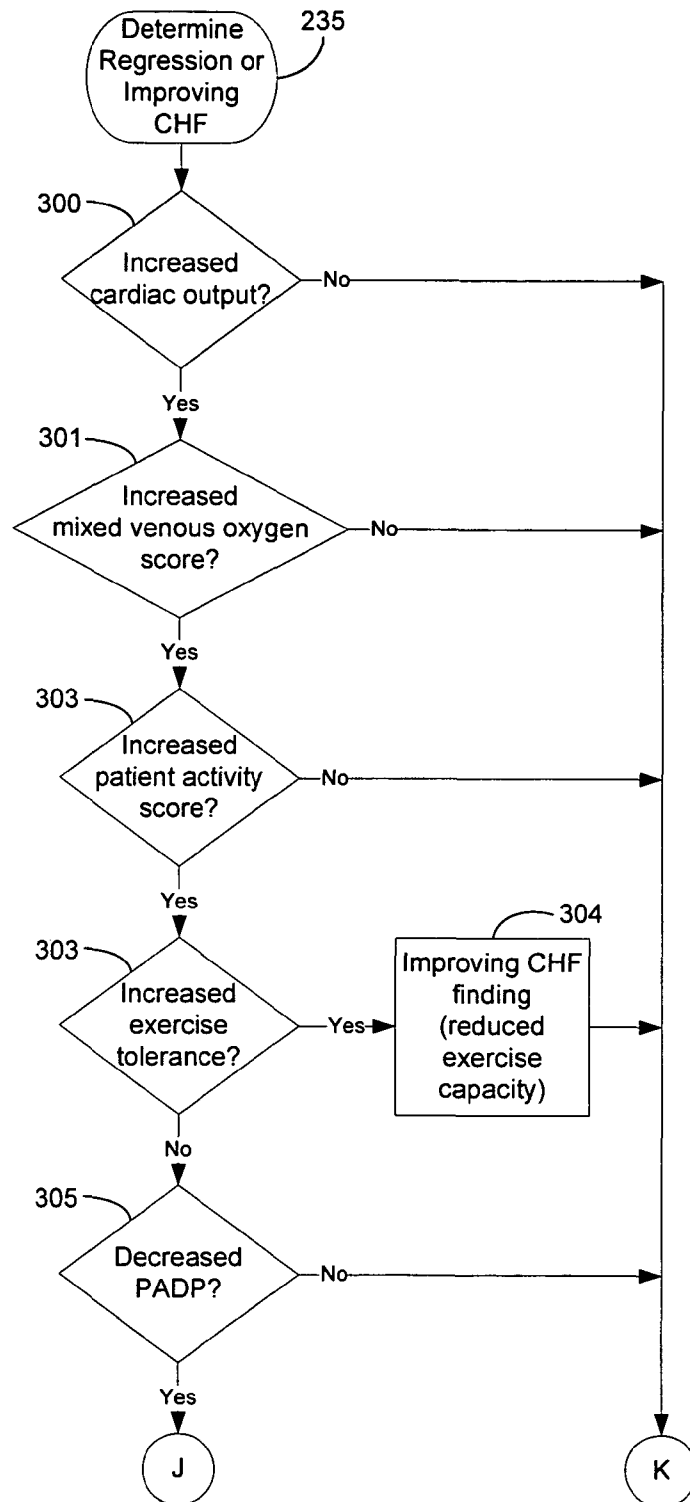 Determine
Regression or
Improving
CHF
235
300
Increased
cardiac output?
No
Yes
301
Increased
mixed venous oxygen
score?
No
Yes
303
Increased
patient activity
score?
No
Yes
303
Increased
exercise
tolerance?
Yes
304
Improving CHF
finding
(reduced
exercise
capacity)
No
305
Decreased
PADP?
No
Yes
J
K